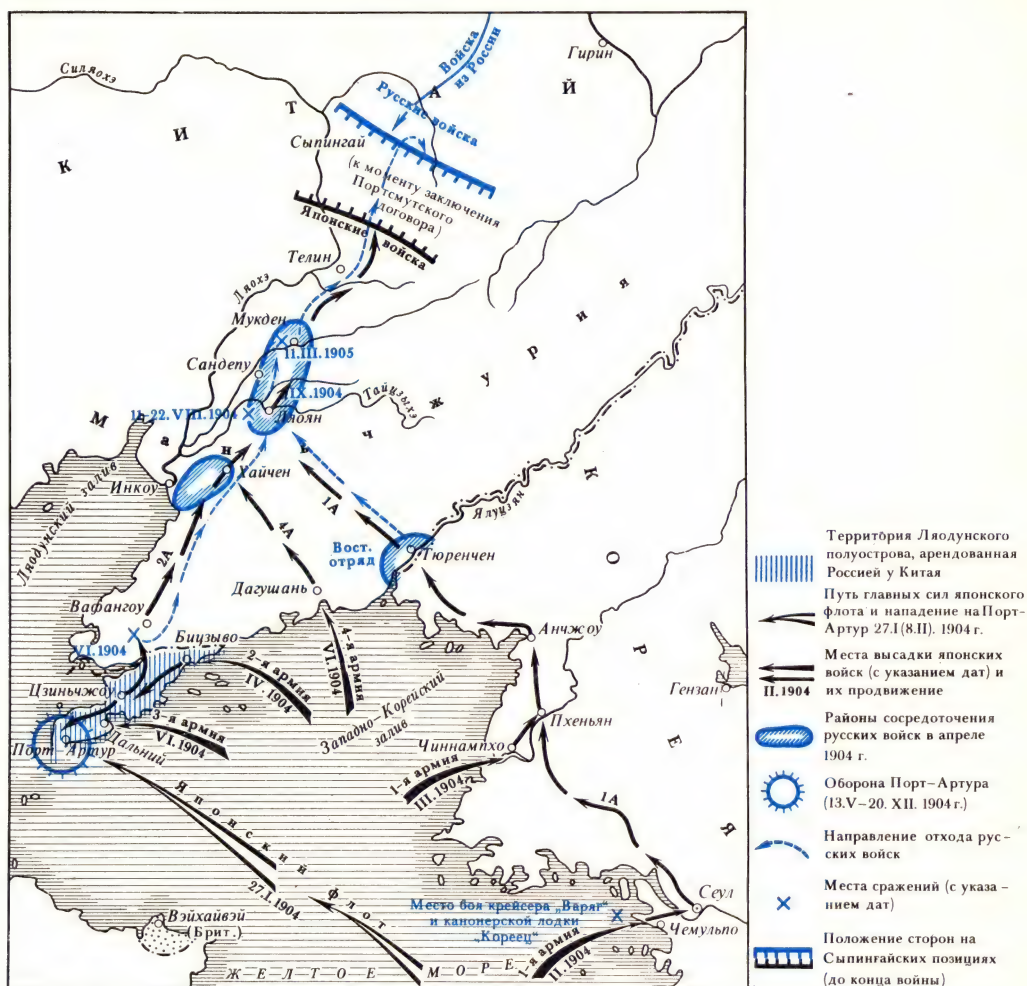 Гирин
Силяохэ
Войска
из России
К И Т А Й
Русские войска
Сыпингай
(к моменту заключения
Портсмутского
договора)
Японские войска
Телин
Ляохэ
Мукден
11.III.1905
Сандепу
IX.1904
Тайцзыхэ
11-22.VIII.1904
Ляоян
Маньчжурия
Хайчен
Инкоу
Ляодунский залив
1А
Ялуцзян
2А
4А
Вост.
отряд
Тюренчен
Дагушань
Вафангоу
VI.1904
Бицзыво
Анчжоу
КОРЕЯ
Цзиньчжоу
2-я армия
IV.1904
4-я армия
VI.1904
Западно-Корейский
залив
Гензан
3-я армия
VI.1904
Порт-Артур
Дальний
Пхеньян
Чиннампхо
1-я армия
III.1904
1А
Японский флот
27.I.1904
Сеул
Место боя крейсера „Варяг"
и канонерской лодки
„Кореец"
Чемульпо
Вэйхайвэй
(Брит.)
1-я армия
II.1904
ЖЕЛТОЕ МОРЕ
Территория Ляодунского
полуострова, арендованная
Россией у Китая
Путь главных сил японского
флота и нападение на Порт-
Артур 27.I(8.II). 1904 г.
Места высадки японских
войск (с указанием дат) и
II.1904 их продвижение
Районы сосредоточения
русских войск в апреле
1904 г.
Оборона Порт-Артура
(13.V-20. XII. 1904 г.)
Направление отхода рус-
ских войск
Места сражений (с указа-
нием дат)
Положение сторон на
Сыпингайских позициях
(до конца войны)